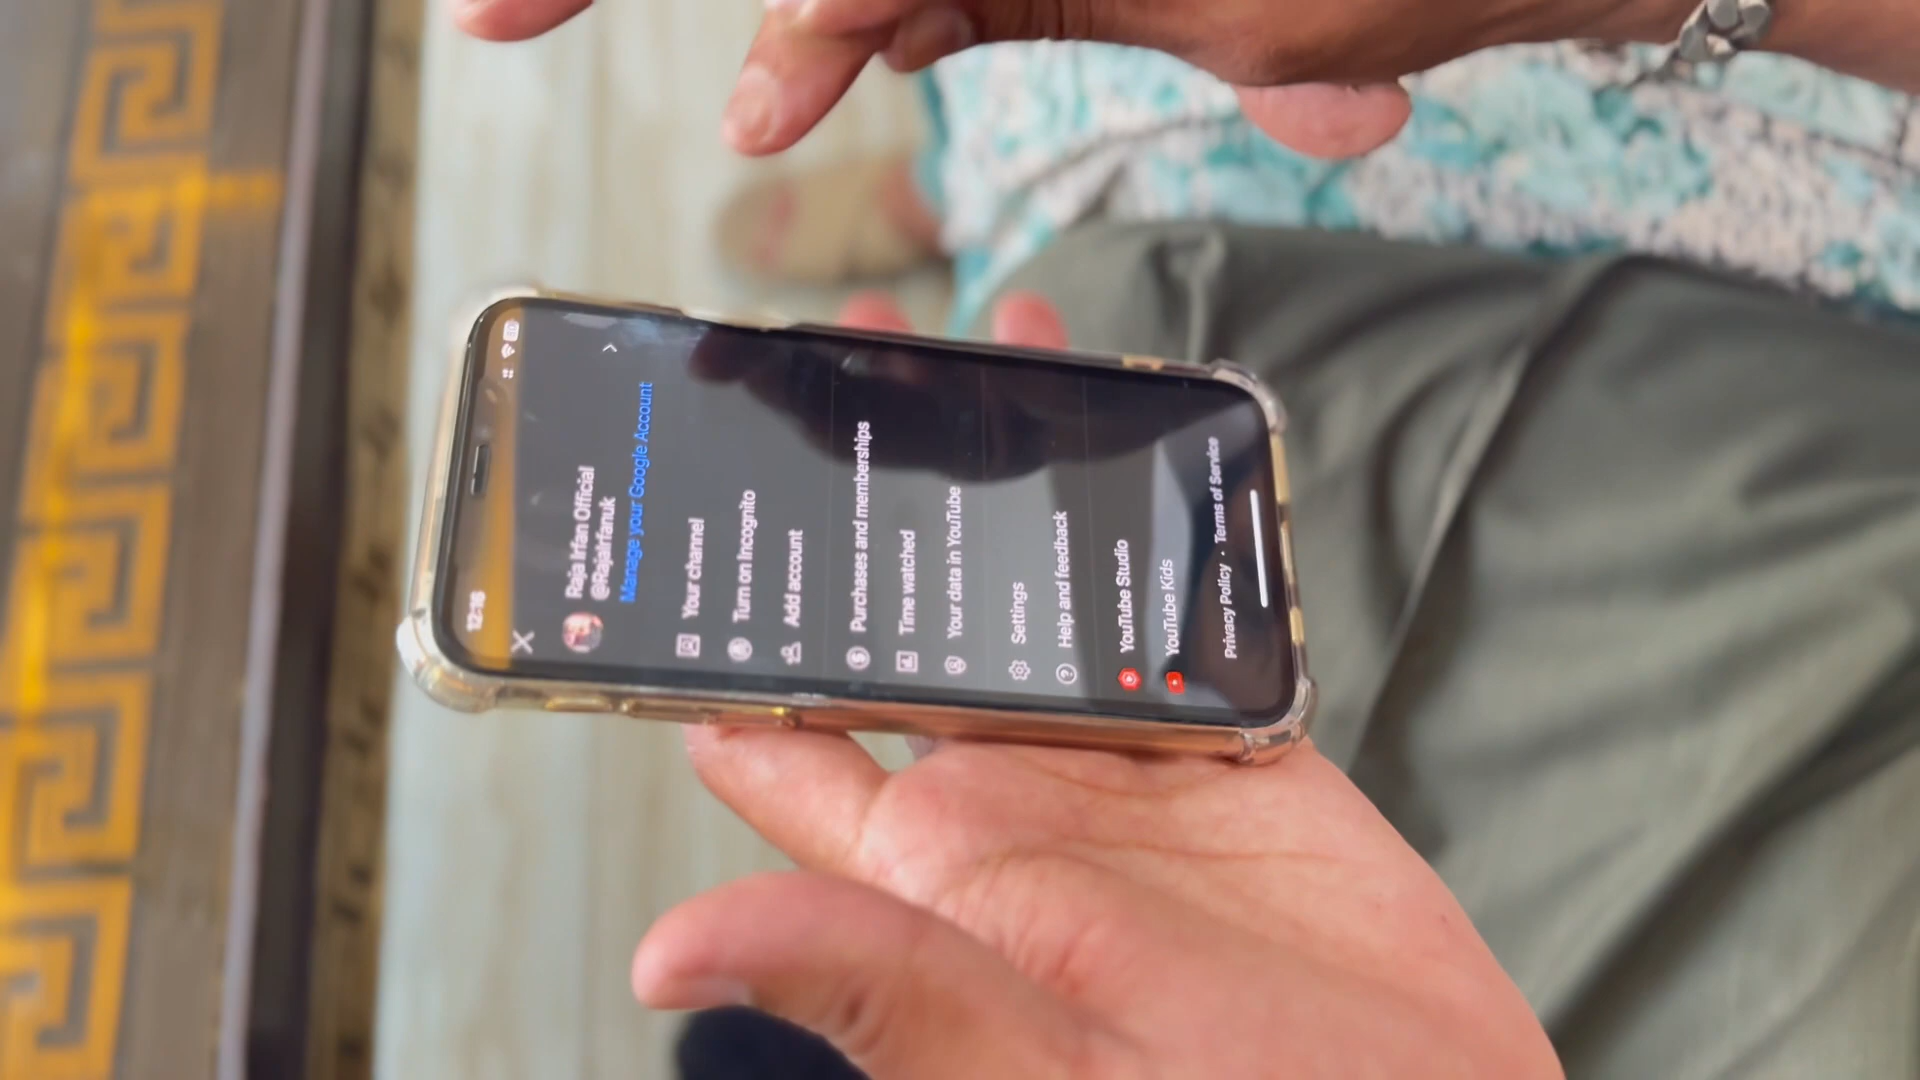 12:16
Raja Irfan Official
@RajaIrfanuk
Manage your Google Account
Your channel
Turn on Incognito
Add account
Purchases and memberships
Time watched
Your data in YouTube
Settings
Help and feedback
YouTube Studio
YouTube Kids
Privacy Policy · Terms of Service